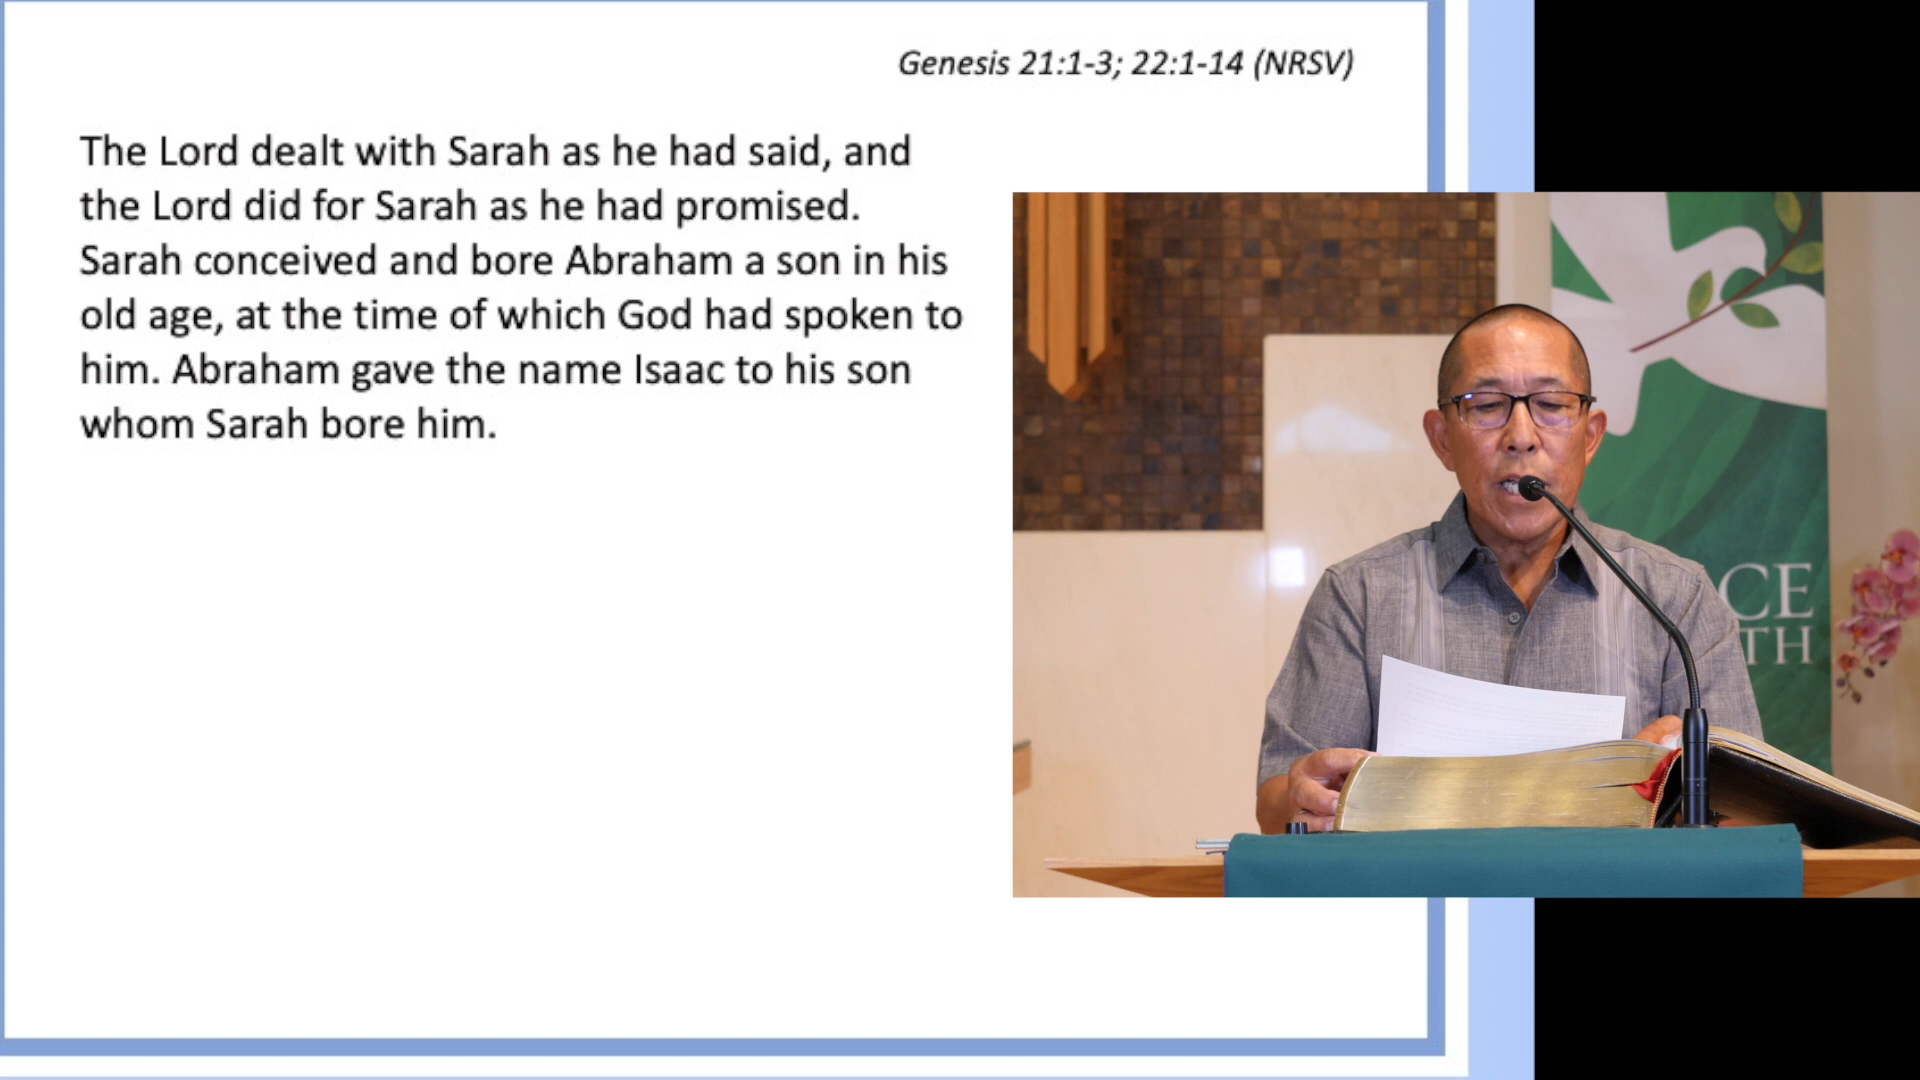 Genesis 21:1-3; 22:1-14 (NRSV)
The Lord dealt with Sarah as he had said, and
the Lord did for Sarah as he had promised.
Sarah conceived and bore Abraham a son in his
old age, at the time of which God had spoken to
him. Abraham gave the name Isaac to his son
whom Sarah bore him.
CE
TH